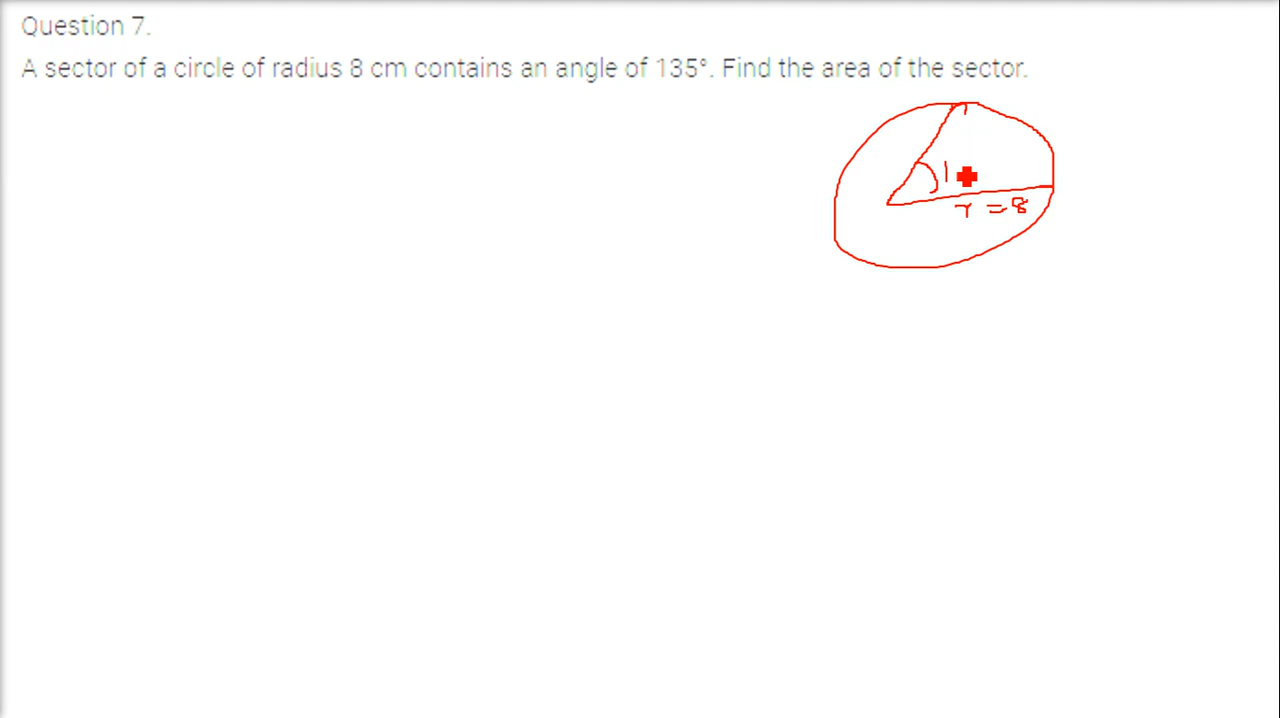 Question 7.
A sector of a circle of radius 8 cm contains an angle of 135°. Find the area of the sector.
1
r = 8